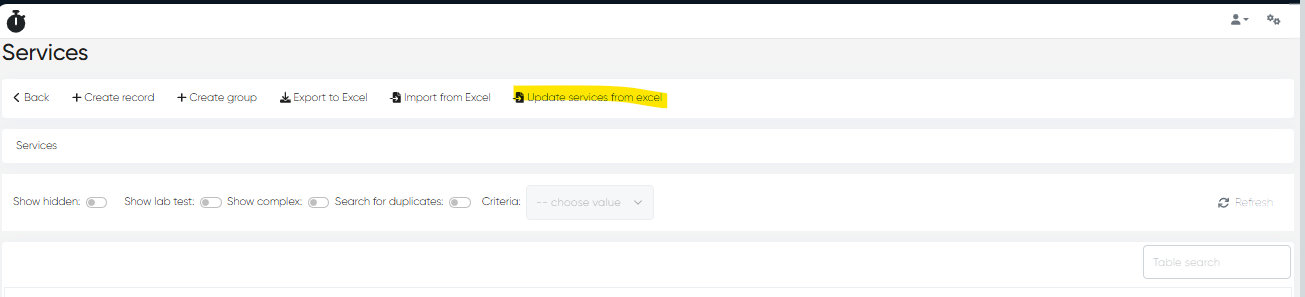 Services
Back Create record Create group Export to Excel Import from Excel Update services from excel
Services
Show hidden: Show lab test: Show complex: Search for duplicates: Criteria: -- choose value Refresh
Table search